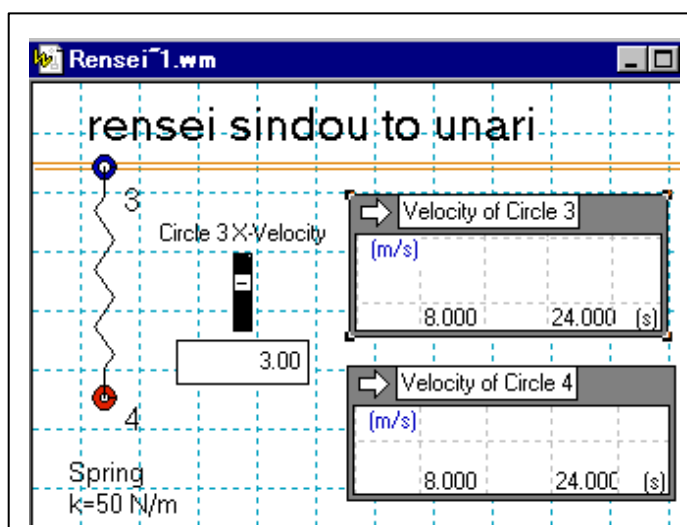 Rensei~1.wm
rensei sindou to unari
3
Circle 3 X-Velocity
3.00
4
Spring
k=50 N/m
Velocity of Circle 3
(m/s)
8.000 24.000 (s)
Velocity of Circle 4
(m/s)
8.000 24.000 (s)